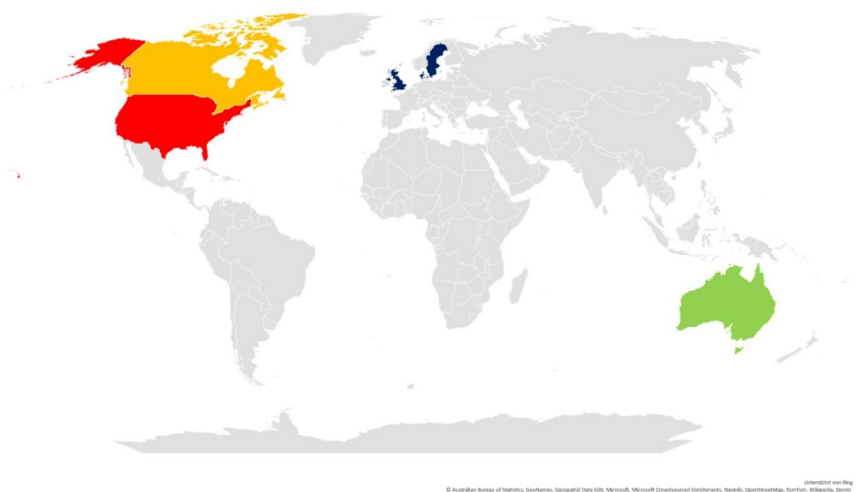 Unterstützt von Bing
© Australian Bureau of Statistics, GeoNames, Geospatial Data Edit, Microsoft, Microsoft Crowdsourced Enrichments, Navinfo, OpenStreetMap, TomTom, Wikipedia, Zenrin